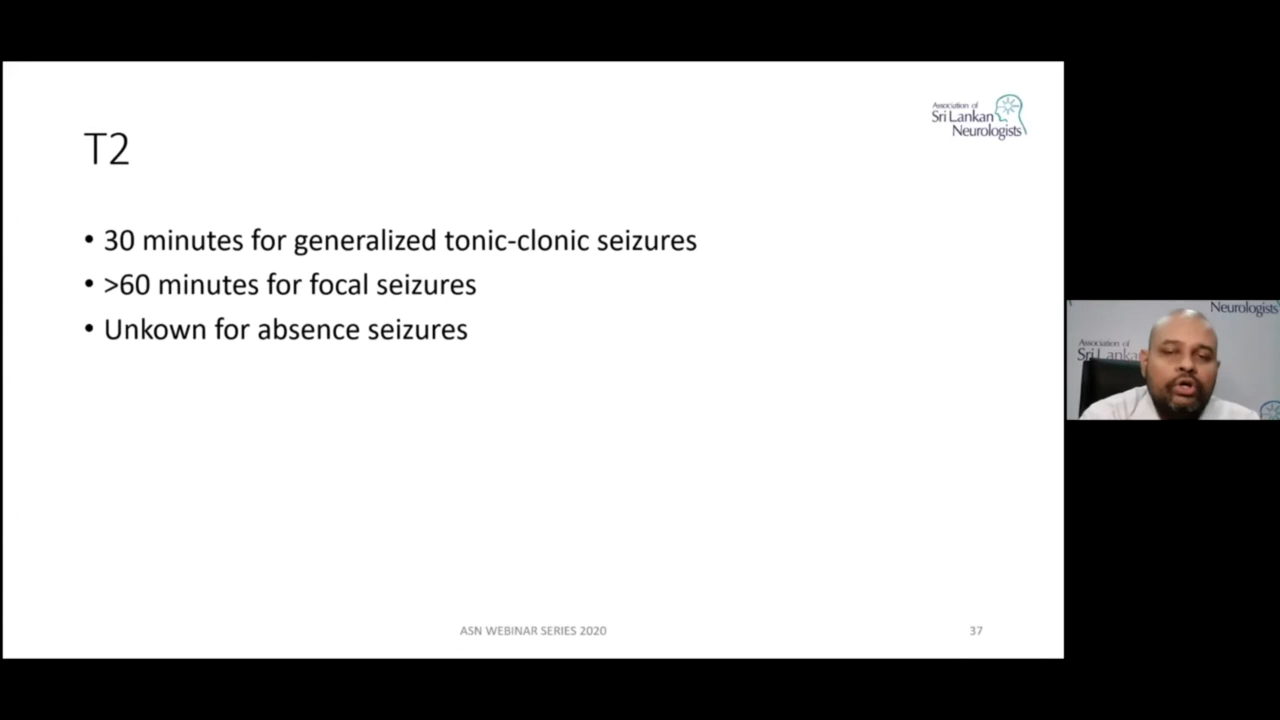 Association of
Sri Lankan
Neurologists
T2
• 30 minutes for generalized tonic-clonic seizures
• >60 minutes for focal seizures
• Unkown for absence seizures
Neurologists
Association of
Sri Lanka
ASN WEBINAR SERIES 2020
37